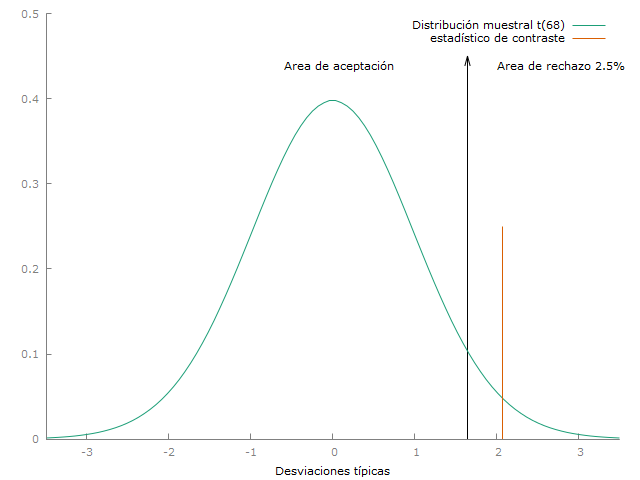 Distribución muestral t(68)
estadístico de contraste
Area de aceptación
Area de rechazo 2.5%
0.5
0.4
0.3
0.2
0.1
0
-3
-2
-1
0
1
2
3
Desviaciones típicas